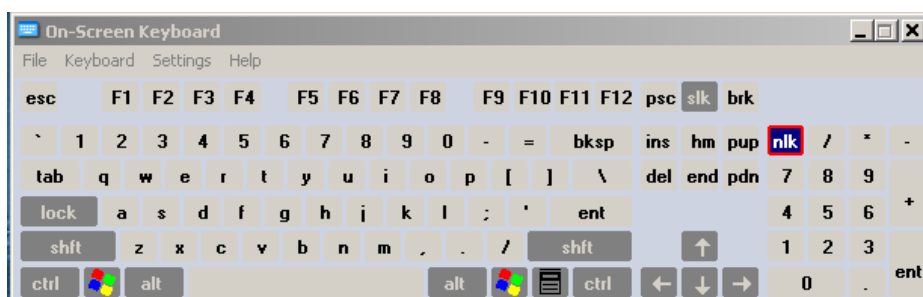 On-Screen Keyboard
File Keyboard Settings Help
esc F1 F2 F3 F4 F5 F6 F7 F8 F9 F10 F11 F12 psc slk brk
` 1 2 3 4 5 6 7 8 9 0 - = bksp ins hm pup nlk / * -
tab q w e r t y u i o p [ ] \ del end pdn 7 8 9
lock a s d f g h j k l ; ' ent 4 5 6 +
shft z x c v b n m , . / shft ↑ 1 2 3
ctrl alt alt ctrl ← ↓ → 0 . ent